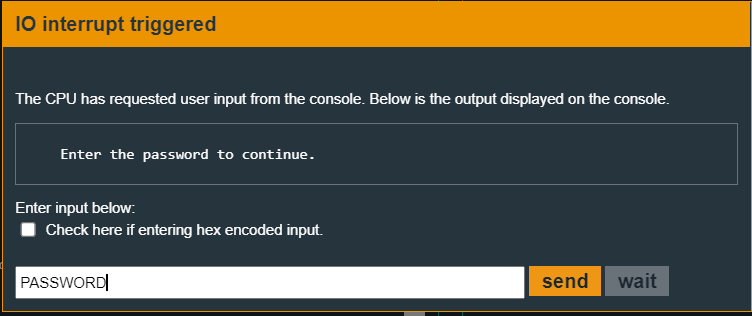 IO interrupt triggered
The CPU has requested user input from the console. Below is the output displayed on the console.
Enter the password to continue.
Enter input below:
Check here if entering hex encoded input.
PASSWORD send wait